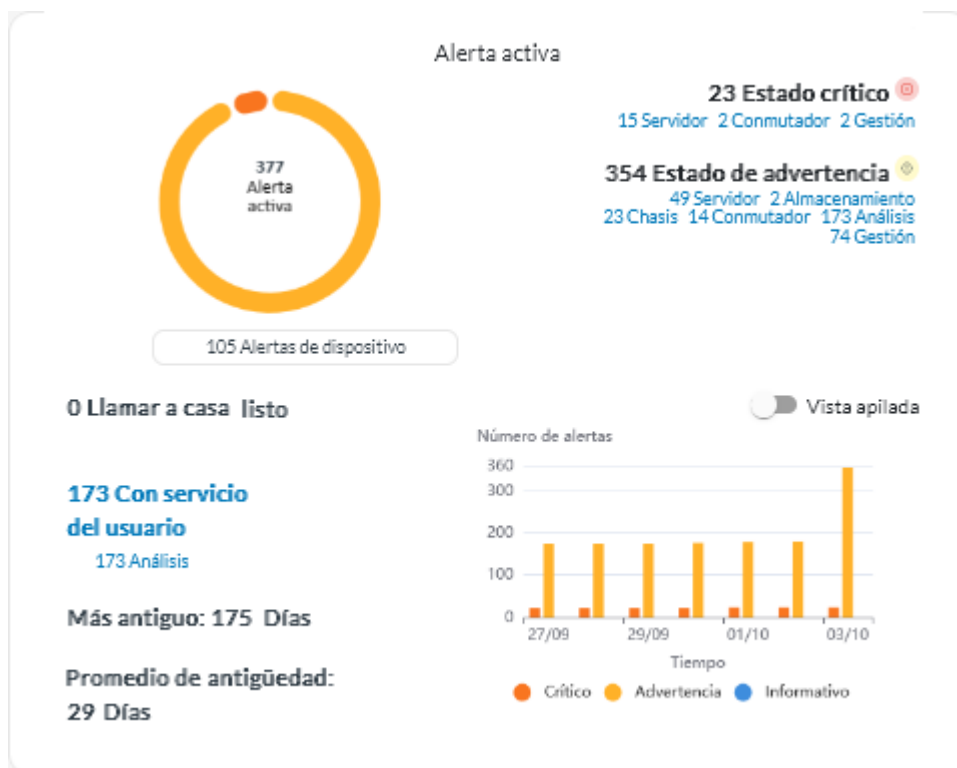 Alerta activa
377
Alerta
activa
105 Alertas de dispositivo
23 Estado crítico
15 Servidor 2 Conmutador 2 Gestión
354 Estado de advertencia
49 Servidor 2 Almacenamiento
23 Chasis 14 Conmutador 173 Análisis
74 Gestión
0 Llamar a casa listo
173 Con servicio
del usuario
173 Análisis
Más antiguo: 175 Días
Promedio de antigüedad:
29 Días
Vista apilada
Número de alertas
360
300
200
100
0
27/09 29/09 01/10 03/10
Tiempo
Crítico Advertencia Informativo